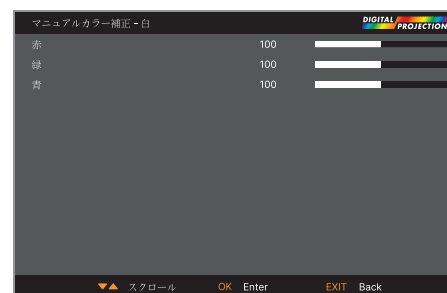 マニュアルカラー補正 - 白
DIGITAL PROJECTION
赤 100
緑 100
青 100
▼▲ スクロール OK Enter EXIT Back